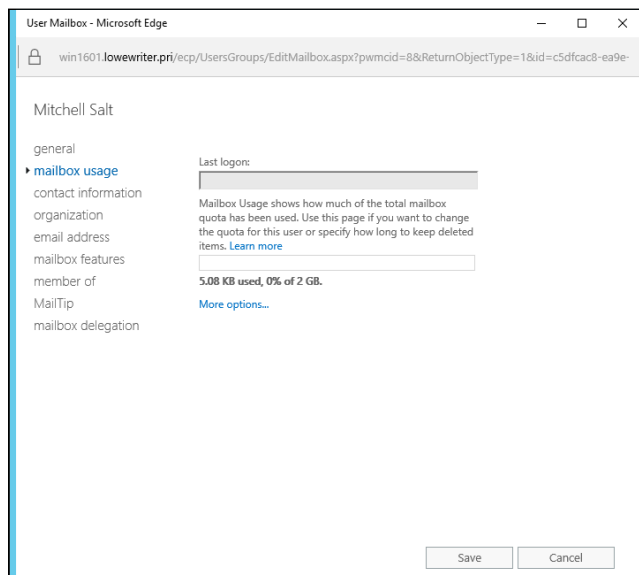 User Mailbox - Microsoft Edge
win1601.lowewriter.pri/ecp/UsersGroups/EditMailbox.aspx?pwmcid=8&ReturnObjectType=1&id=c5dfcac8-ea9e-
Mitchell Salt
general
mailbox usage
contact information
organization
email address
mailbox features
member of
MailTip
mailbox delegation
Last logon:
Mailbox Usage shows how much of the total mailbox
quota has been used. Use this page if you want to change
the quota for this user or specify how long to keep deleted
items. Learn more
5.08 KB used, 0% of 2 GB.
More options...
Save
Cancel